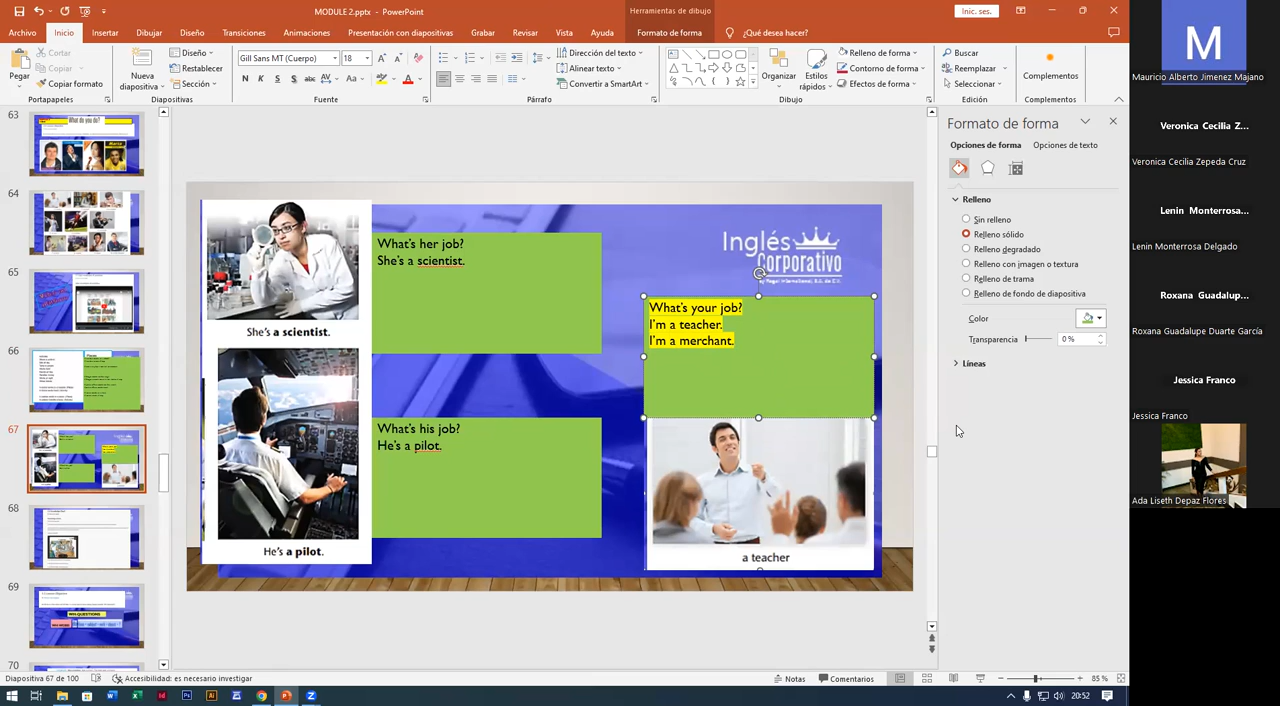 MODULE 2.pptx - PowerPoint
Herramientas de dibujo
Inic. ses.
Archivo
Inicio
Insertar
Dibujar
Diseño
Transiciones
Animaciones
Presentación con diapositivas
Grabar
Revisar
Vista
Ayuda
Formato de forma
¿Qué desea hacer?
Pegar
Cortar
Copiar
Copiar formato
Portapapeles
Nueva diapositiva
Diseño
Restablecer
Sección
Diapositivas
Gill Sans MT (Cuerpo)
18
N K S abc AV Aa A
Fuente
Dirección del texto
Alinear texto
Convertir a SmartArt
Párrafo
Organizar
Estilos rápidos
Relleno de forma
Contorno de forma
Efectos de forma
Dibujo
Buscar
Reemplazar
Seleccionar
Edición
Complementos
Complementos
63
What do you do?
64
65
66
67
68
69
WH QUESTIONS
70
What's her job?
She's a scientist.
She's a scientist.
What's his job?
He's a pilot.
He's a pilot.
Inglés
Corporativo
What's your job?
I'm a teacher.
I'm a merchant.
a teacher
Formato de forma
Opciones de forma
Opciones de texto
Relleno
Sin relleno
Relleno sólido
Relleno degradado
Relleno con imagen o textura
Relleno de trama
Relleno de fondo de diapositiva
Color
Transparencia
0 %
Líneas
M
Mauricio Alberto Jimenez Majano
Veronica Cecilia Z...
Veronica Cecilia Zepeda Cruz
Lenin Monterrosa...
Lenin Monterrosa Delgado
Roxana Guadalup...
Roxana Guadalupe Duarte García
Jessica Franco
Jessica Franco
Ada Liseth Depaz Flores
Diapositiva 67 de 100
Accesibilidad: es necesario investigar
Notas
Comentarios
85 %
20:52